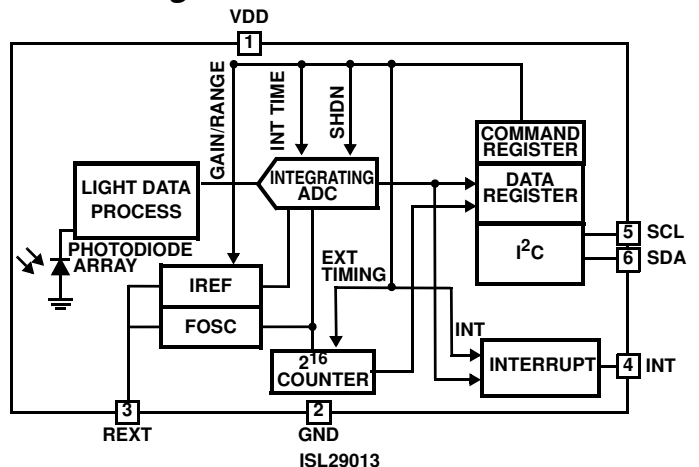 VDD
1
GAIN/RANGE
INT TIME
SHDN
COMMAND
REGISTER
LIGHT DATA
PROCESS
INTEGRATING
ADC
DATA
REGISTER
I²C
5 SCL
6 SDA
PHOTODIODE
ARRAY
EXT
TIMING
IREF
FOSC
INT
2¹⁶
COUNTER
INTERRUPT
4 INT
3
REXT
2
GND
ISL29013